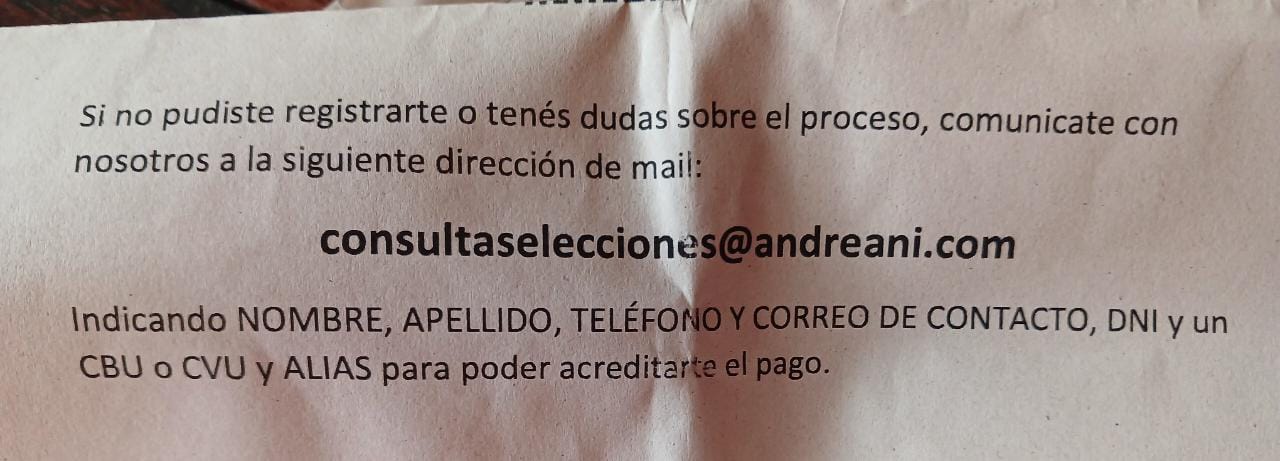 Si no pudiste registrarte o tenés dudas sobre el proceso, comunicate con
nosotros a la siguiente dirección de mail:
consultaselecciones@andreani.com
Indicando NOMBRE, APELLIDO, TELÉFONO Y CORREO DE CONTACTO, DNI y un
CBU o CVU y ALIAS para poder acreditarte el pago.